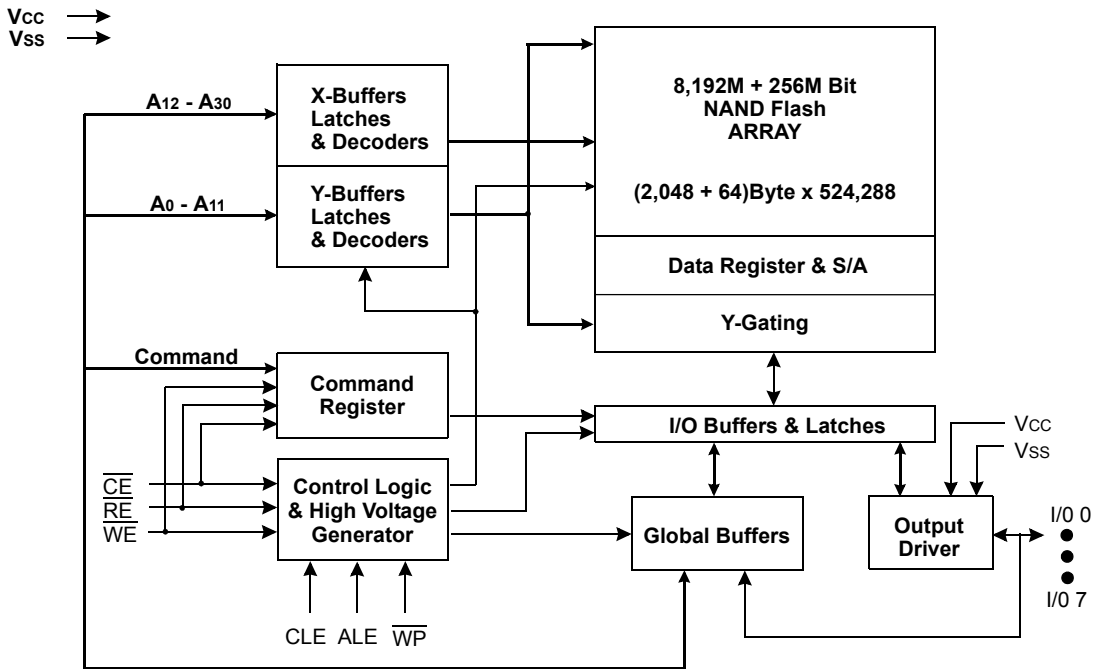 VCC
VSS
A12 - A30
X-Buffers
Latches
& Decoders
A0 - A11
Y-Buffers
Latches
& Decoders
8,192M + 256M Bit
NAND Flash
ARRAY
(2,048 + 64)Byte x 524,288
Data Register & S/A
Y-Gating
Command
Command
Register
I/O Buffers & Latches
VCC
VSS
CE
RE
WE
Control Logic
& High Voltage
Generator
Global Buffers
Output
Driver
I/0 0
I/0 7
CLE ALE WP